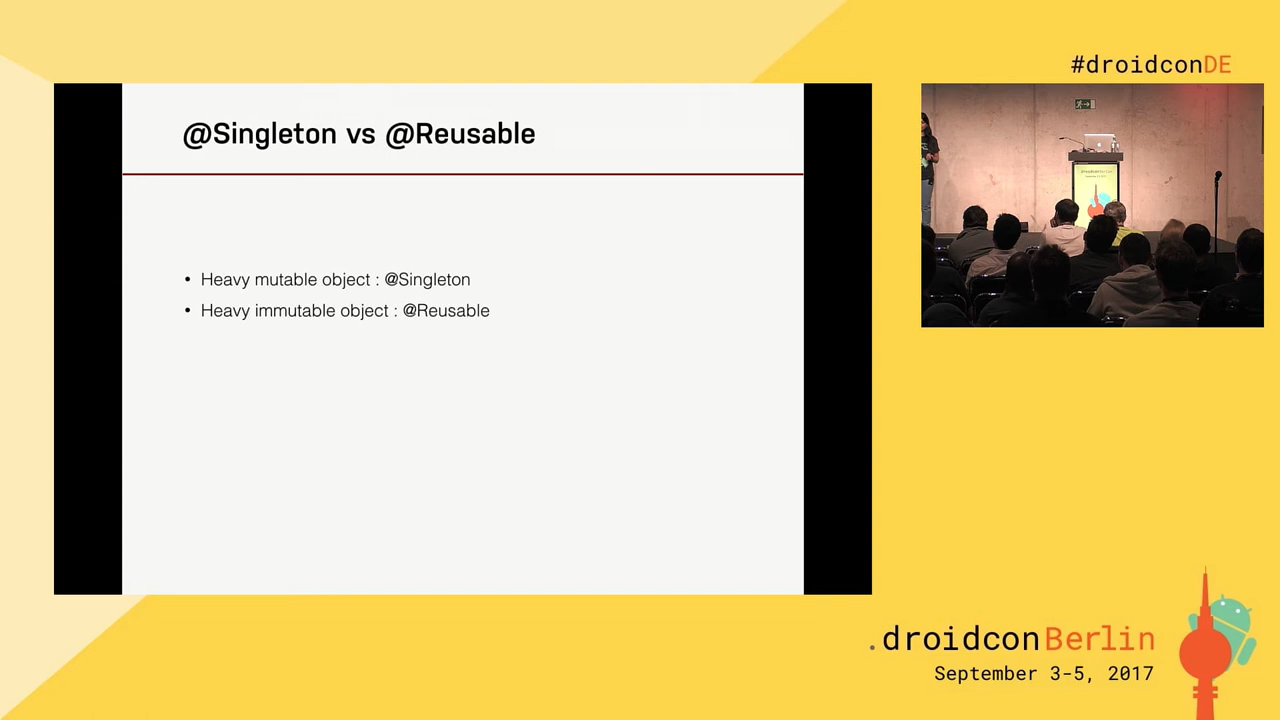 #droidconDE
@Singleton vs @Reusable
• Heavy mutable object : @Singleton
• Heavy immutable object : @Reusable
.droidconBerlin
September 3-5, 2017